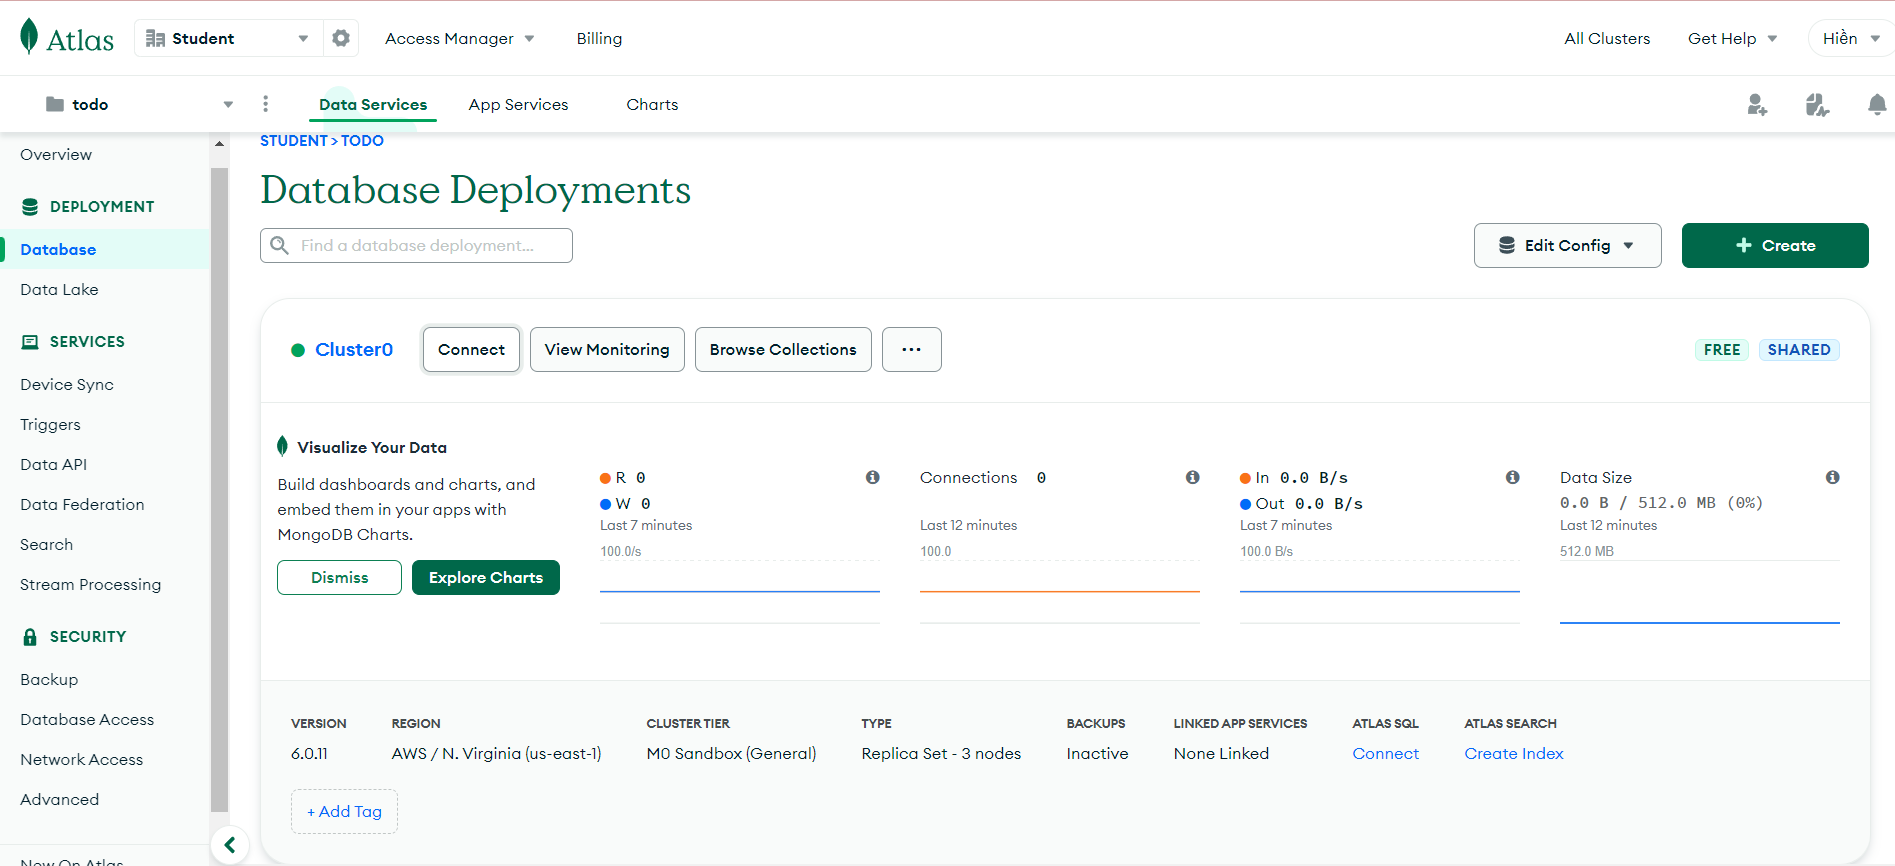 Atlas
Student
Access Manager
Billing
All Clusters
Get Help
Hiền
todo
Data Services
App Services
Charts
Overview
DEPLOYMENT
Database
Data Lake
SERVICES
Device Sync
Triggers
Data API
Data Federation
Search
Stream Processing
SECURITY
Backup
Database Access
Network Access
Advanced
New On Atlas
STUDENT > TODO
Database Deployments
Find a database deployment...
Edit Config
+ Create
Cluster0
Connect
View Monitoring
Browse Collections
...
FREE
SHARED
Visualize Your Data
Build dashboards and charts, and
embed them in your apps with
MongoDB Charts.
Dismiss
Explore Charts
R 0
W 0
Last 7 minutes
100.0/s
Connections 0
Last 12 minutes
100.0
In 0.0 B/s
Out 0.0 B/s
Last 7 minutes
100.0 B/s
Data Size
0.0 B / 512.0 MB (0%)
Last 12 minutes
512.0 MB
VERSION
6.0.11
REGION
AWS / N. Virginia (us-east-1)
CLUSTER TIER
M0 Sandbox (General)
TYPE
Replica Set - 3 nodes
BACKUPS
Inactive
LINKED APP SERVICES
None Linked
ATLAS SQL
Connect
ATLAS SEARCH
Create Index
+ Add Tag